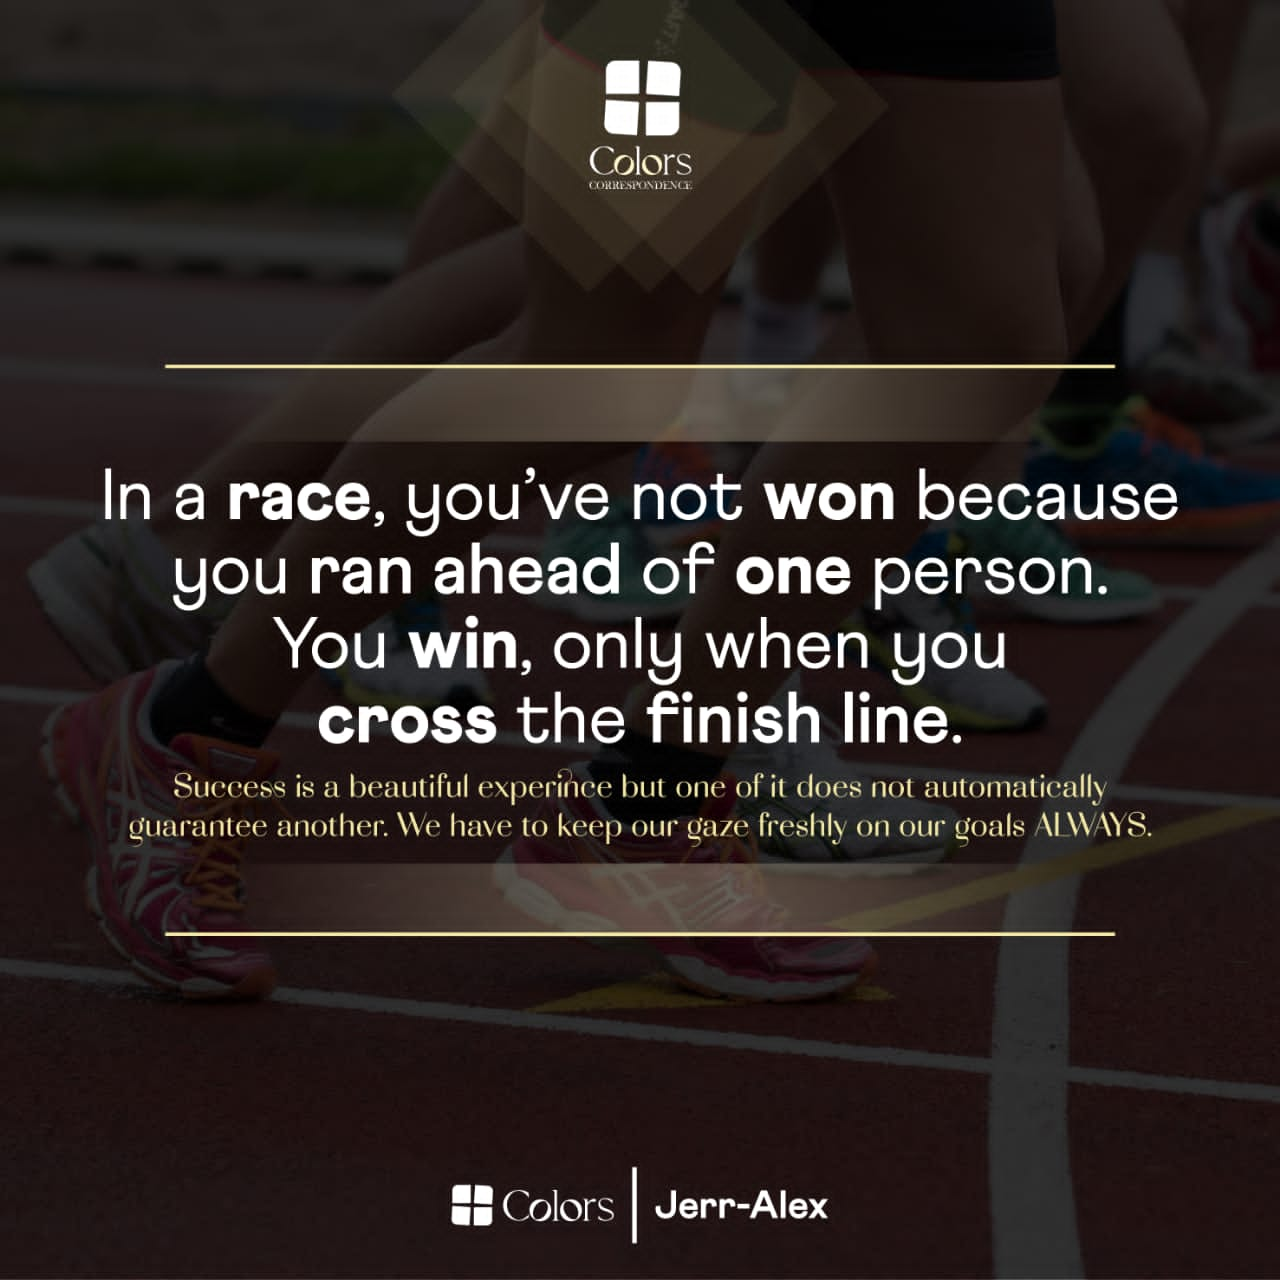 Colors
CORRESPONDENCE
In a race, you've not won because
you ran ahead of one person.
You win, only when you
cross the finish line.
Success is a beautiful experince but one of it does not automatically
guarantee another. We have to keep our gaze freshly on our goals ALWAYS.
Colors | Jerr-Alex